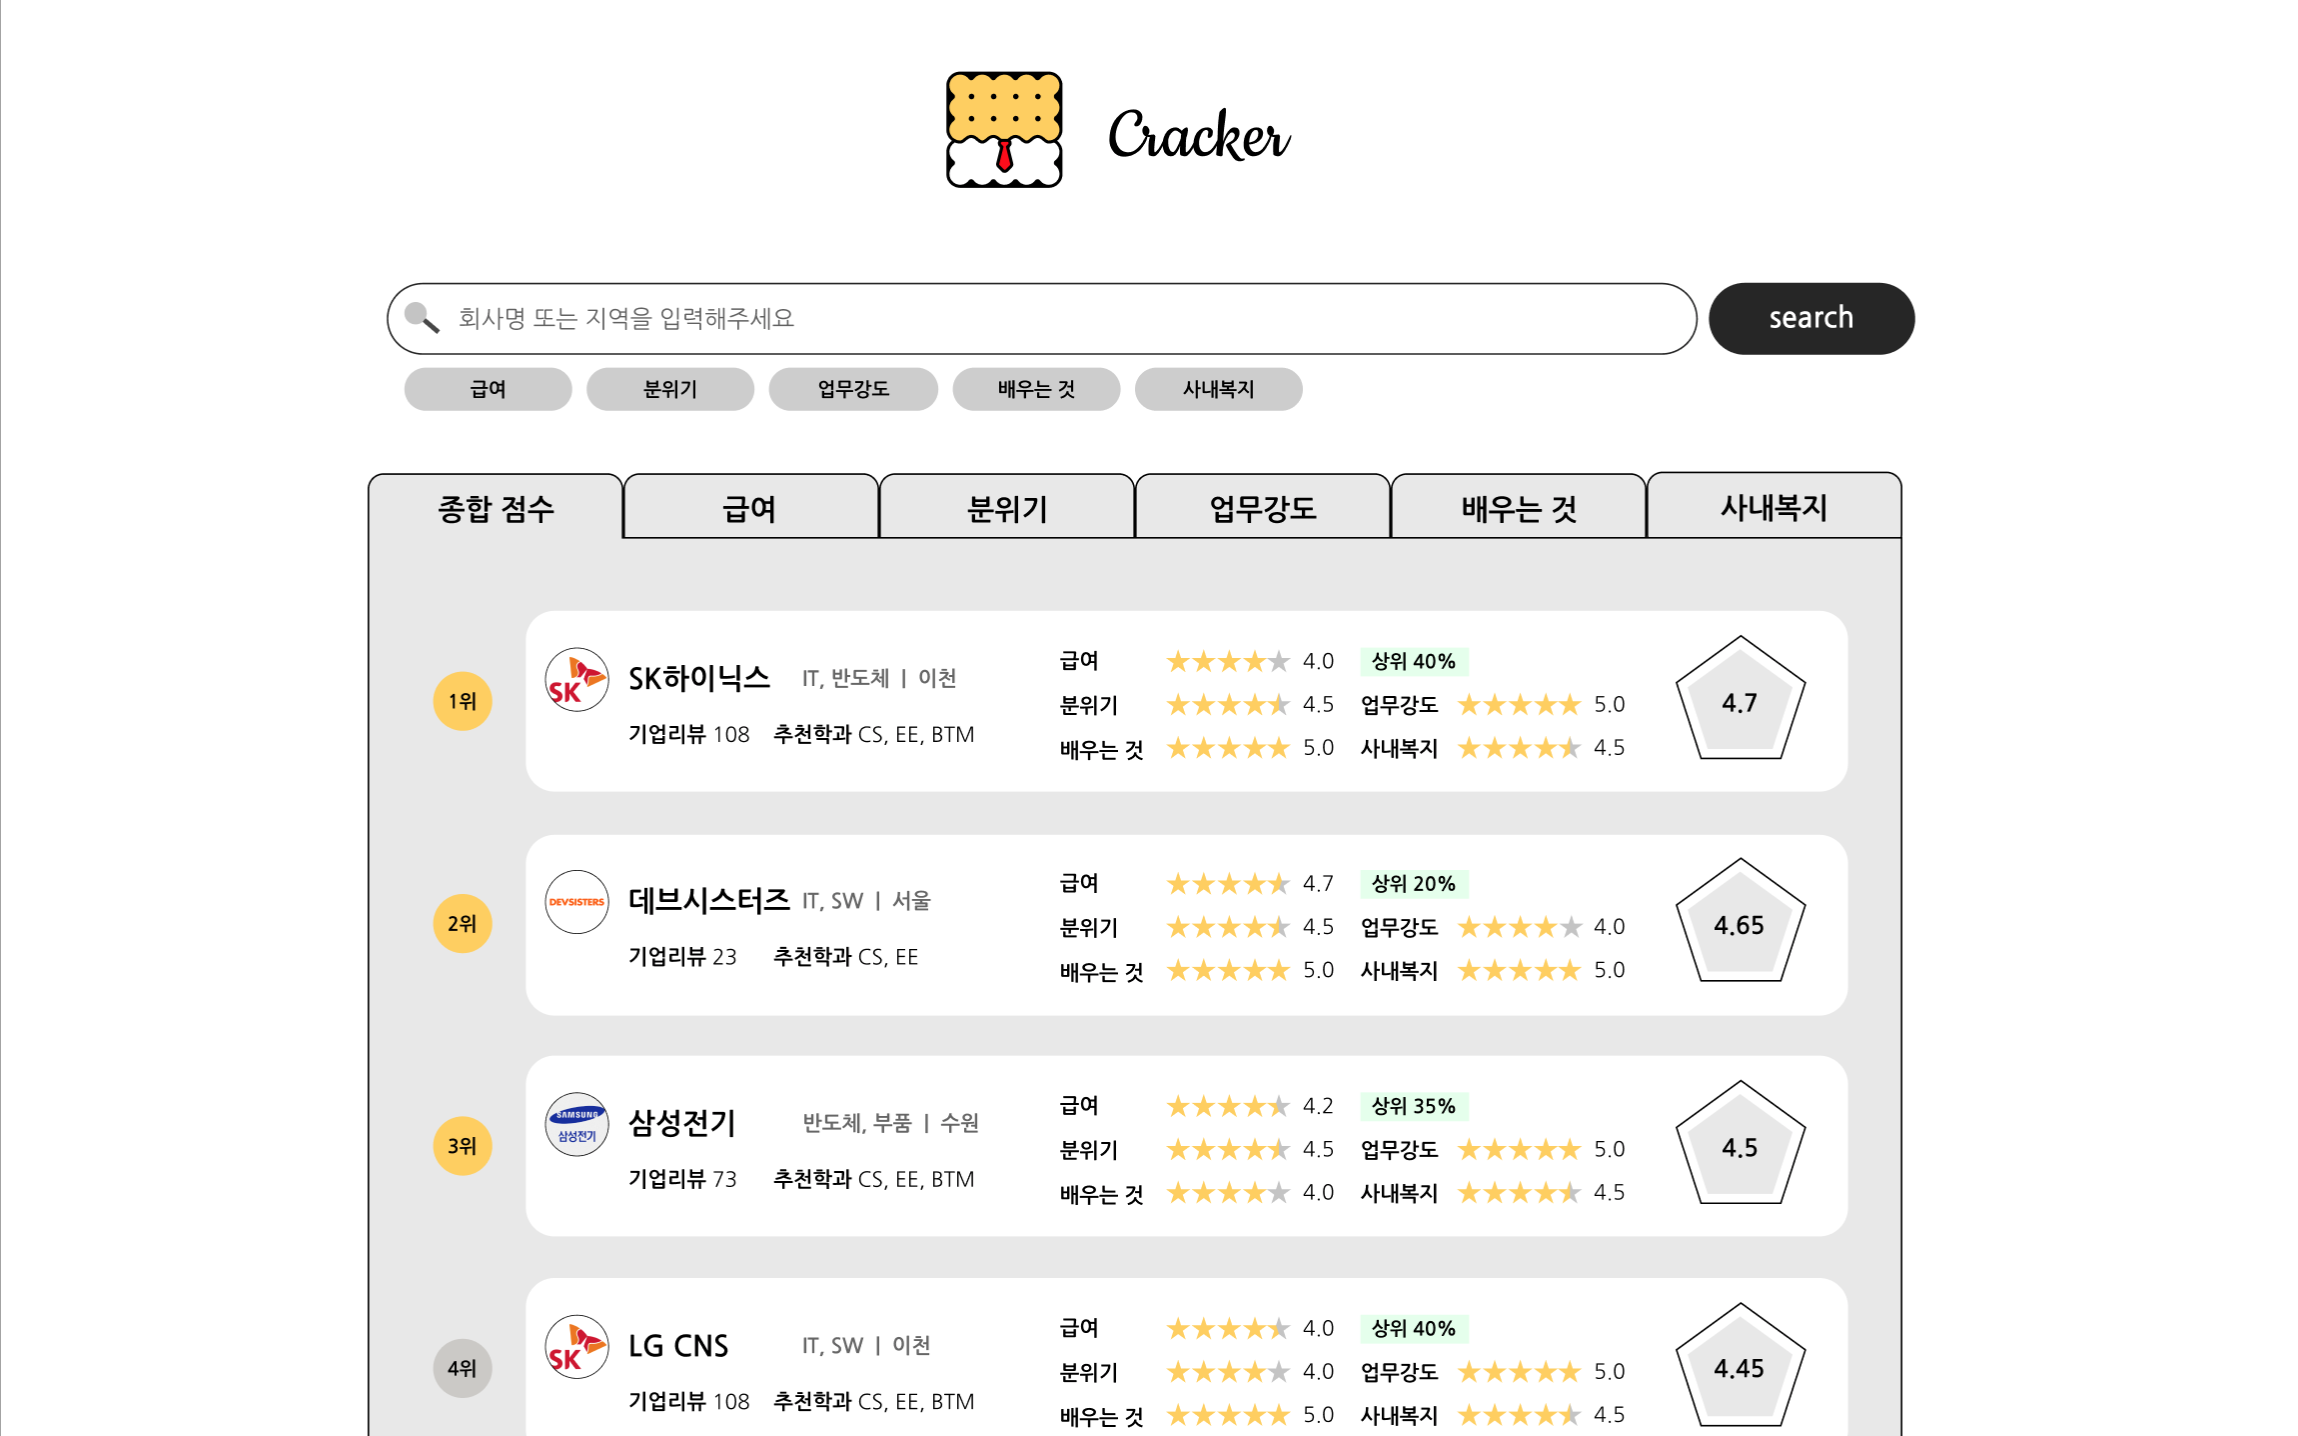 Cracker
회사명 또는 지역을 입력해주세요
search
급여 분위기 업무강도 배우는 것 사내복지
종합 점수 급여 분위기 업무강도 배우는 것 사내복지
1위
SK
SK하이닉스 IT, 반도체 | 이천
기업리뷰 108 추천학과 CS, EE, BTM
급여 ★★★★★ 4.0 상위 40%
분위기 ★★★★★ 4.5 업무강도 ★★★★★ 5.0
배우는 것 ★★★★★ 5.0 사내복지 ★★★★★ 4.5
4.7
2위
DEVSISTERS
데브시스터즈 IT, SW | 서울
기업리뷰 23 추천학과 CS, EE
급여 ★★★★★ 4.7 상위 20%
분위기 ★★★★★ 4.5 업무강도 ★★★★★ 4.0
배우는 것 ★★★★★ 5.0 사내복지 ★★★★★ 5.0
4.65
3위
SAMSUNG
삼성전기
삼성전기 반도체, 부품 | 수원
기업리뷰 73 추천학과 CS, EE, BTM
급여 ★★★★★ 4.2 상위 35%
분위기 ★★★★★ 4.5 업무강도 ★★★★★ 5.0
배우는 것 ★★★★★ 4.0 사내복지 ★★★★★ 4.5
4.5
4위
SK
LG CNS IT, SW | 이천
기업리뷰 108 추천학과 CS, EE, BTM
급여 ★★★★★ 4.0 상위 40%
분위기 ★★★★★ 4.0 업무강도 ★★★★★ 5.0
배우는 것 ★★★★★ 5.0 사내복지 ★★★★★ 4.5
4.45